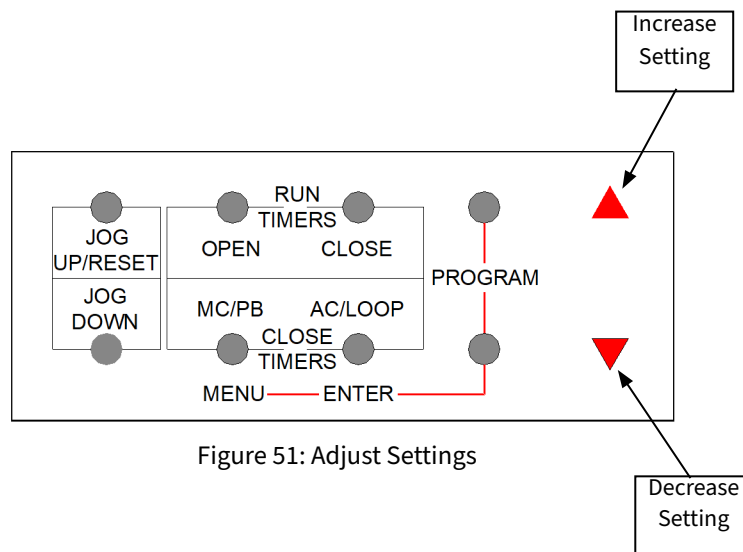 Increase
Setting
RUN
TIMERS
JOG
UP/RESET
OPEN
CLOSE
PROGRAM
JOG
DOWN
MC/PB
AC/LOOP
CLOSE
TIMERS
MENU
ENTER
Figure 51: Adjust Settings
Decrease
Setting